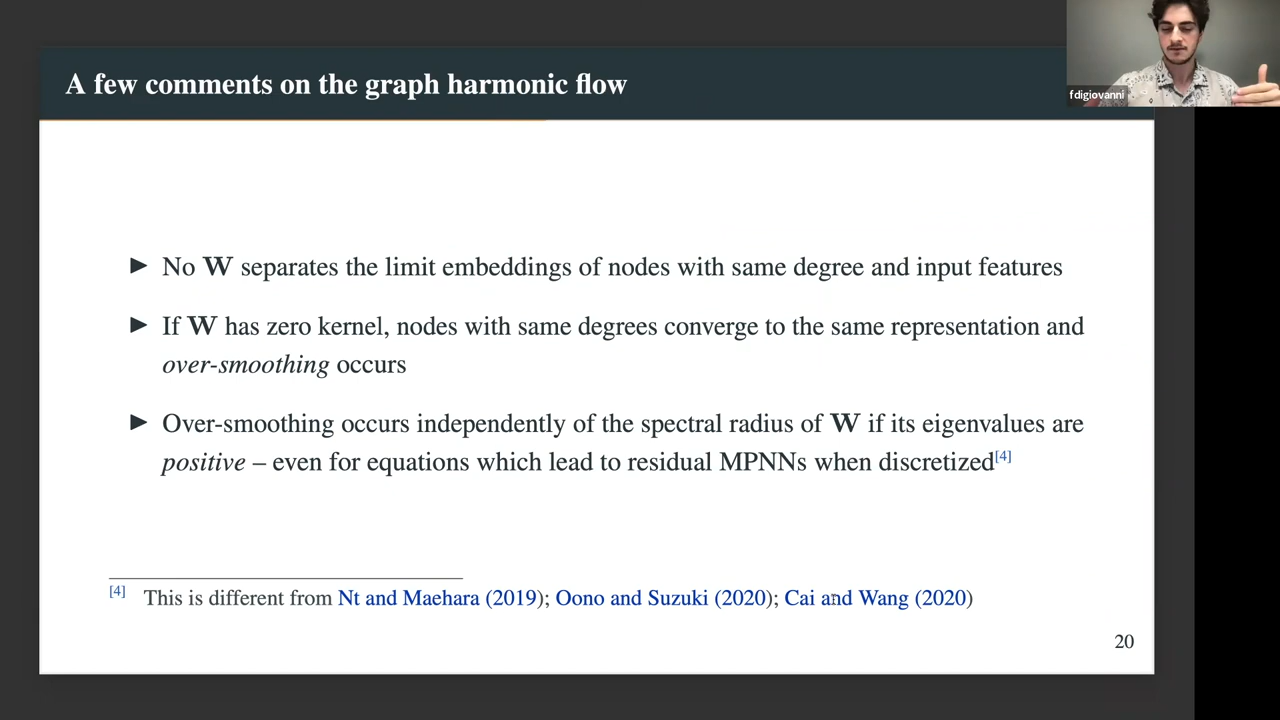 A few comments on the graph harmonic flow
fdigiovanni
► No W separates the limit embeddings of nodes with same degree and input features
► If W has zero kernel, nodes with same degrees converge to the same representation and
over-smoothing occurs
► Over-smoothing occurs independently of the spectral radius of W if its eigenvalues are
positive – even for equations which lead to residual MPNNs when discretized[4]
[4] This is different from Nt and Maehara (2019); Oono and Suzuki (2020); Cai and Wang (2020)
20